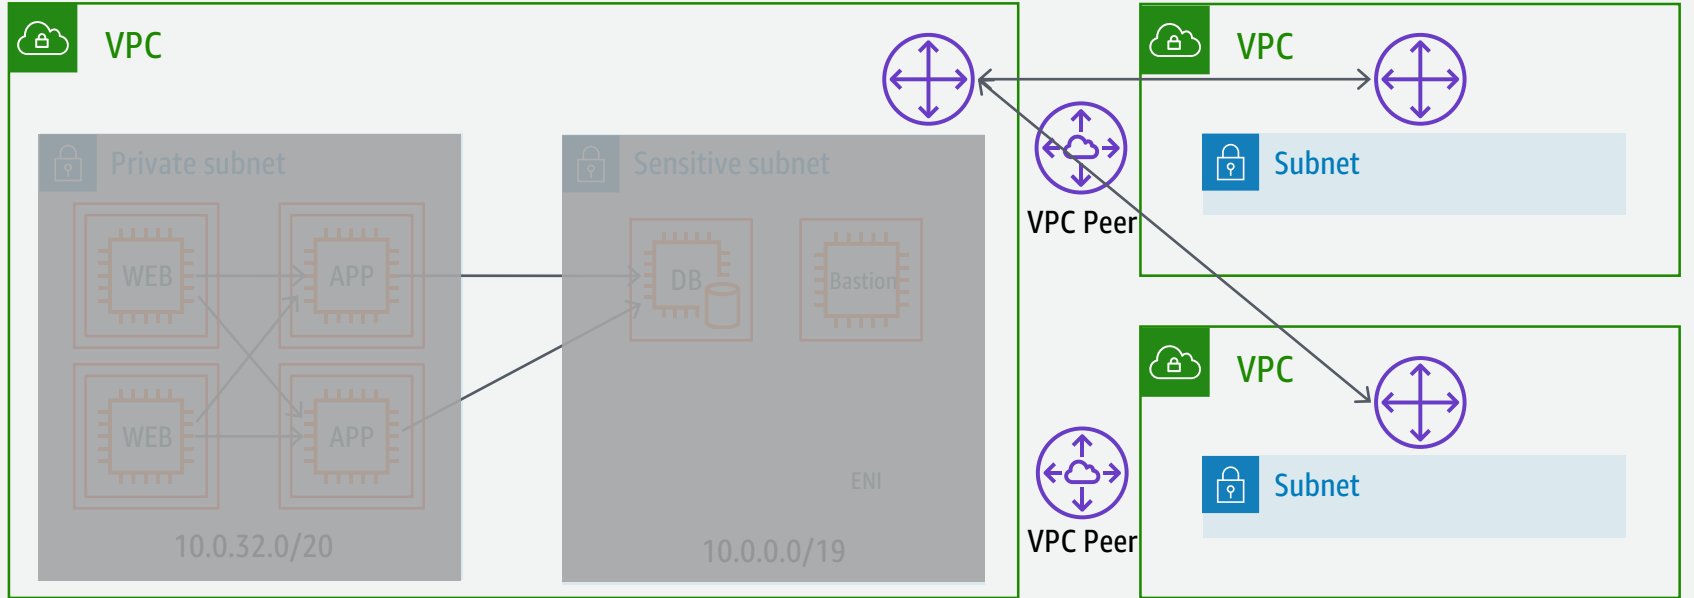 VPC
Private subnet
WEB
APP
WEB
APP
10.0.32.0/20
Sensitive subnet
DB
Bastion
ENI
10.0.0.0/19
VPC Peer
VPC Peer
VPC
Subnet
VPC
Subnet